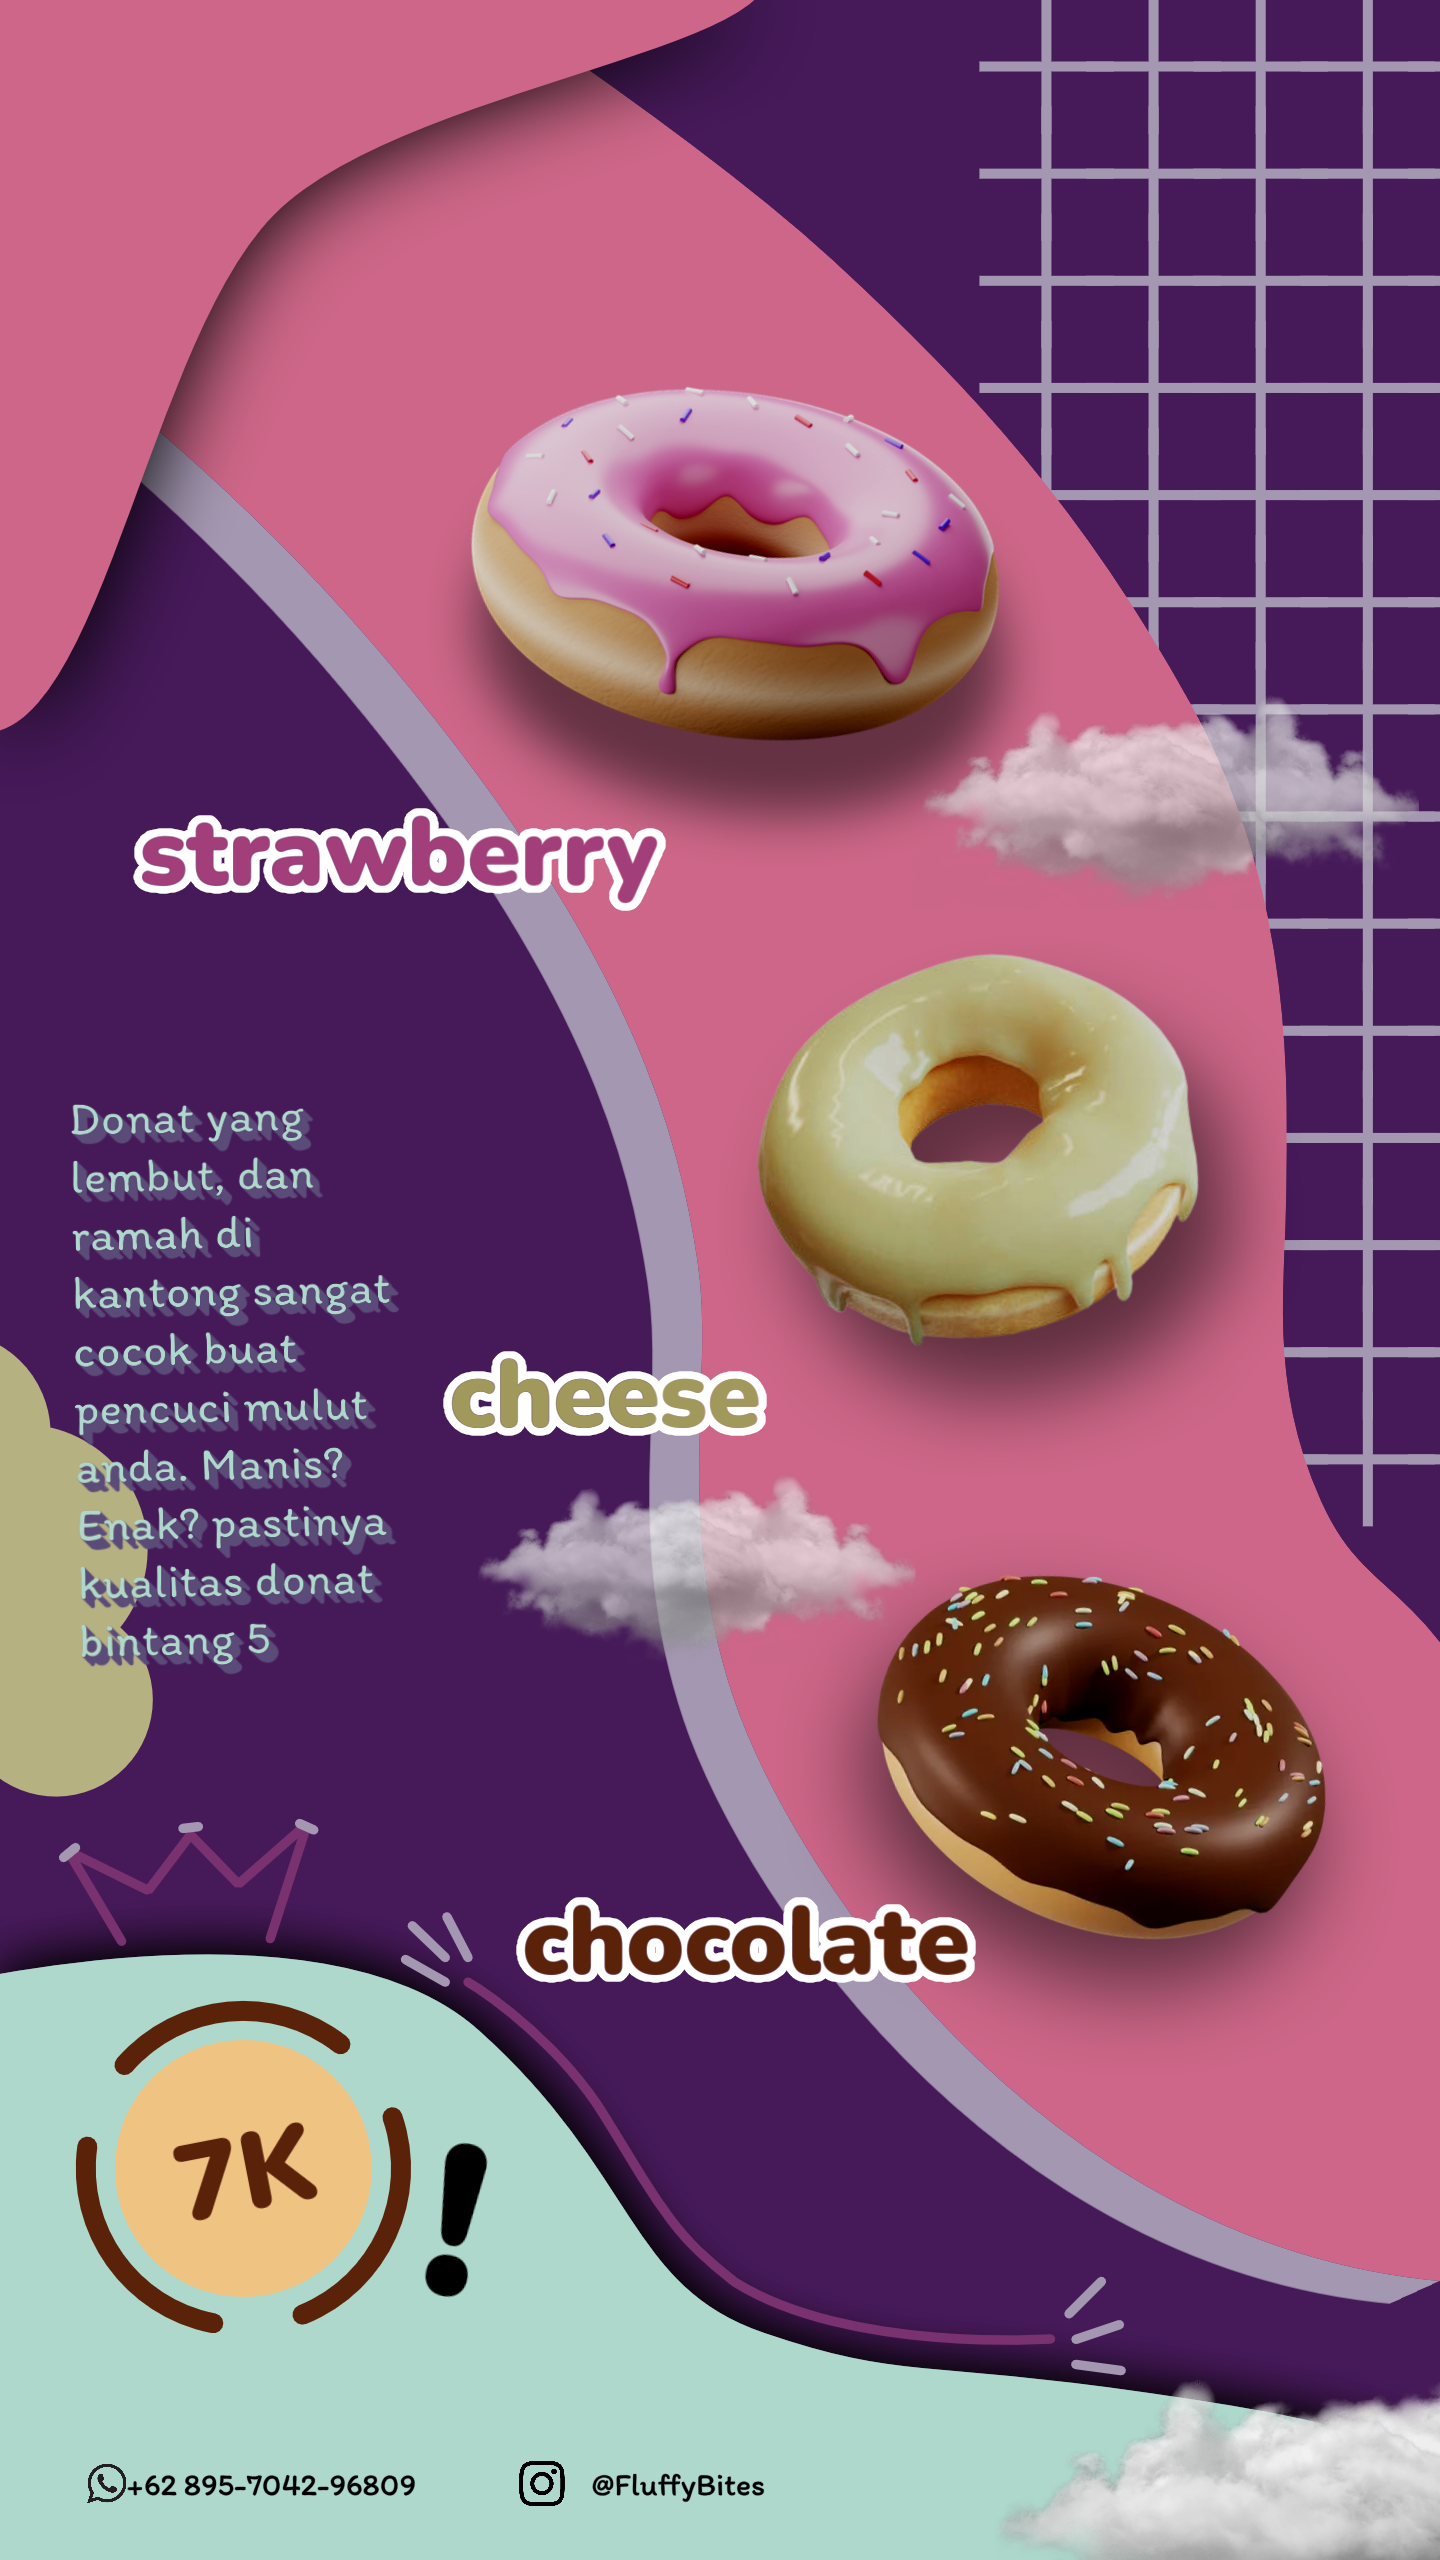 strawberry
Donat yang
lembut, dan
ramah di
kantong sangat
cocok buat
pencuci mulut
anda. Manis?
Enak? pastinya
kualitas donat
bintang 5
cheese
chocolate
7K
!
+62 895-7042-96809
@FluffyBites